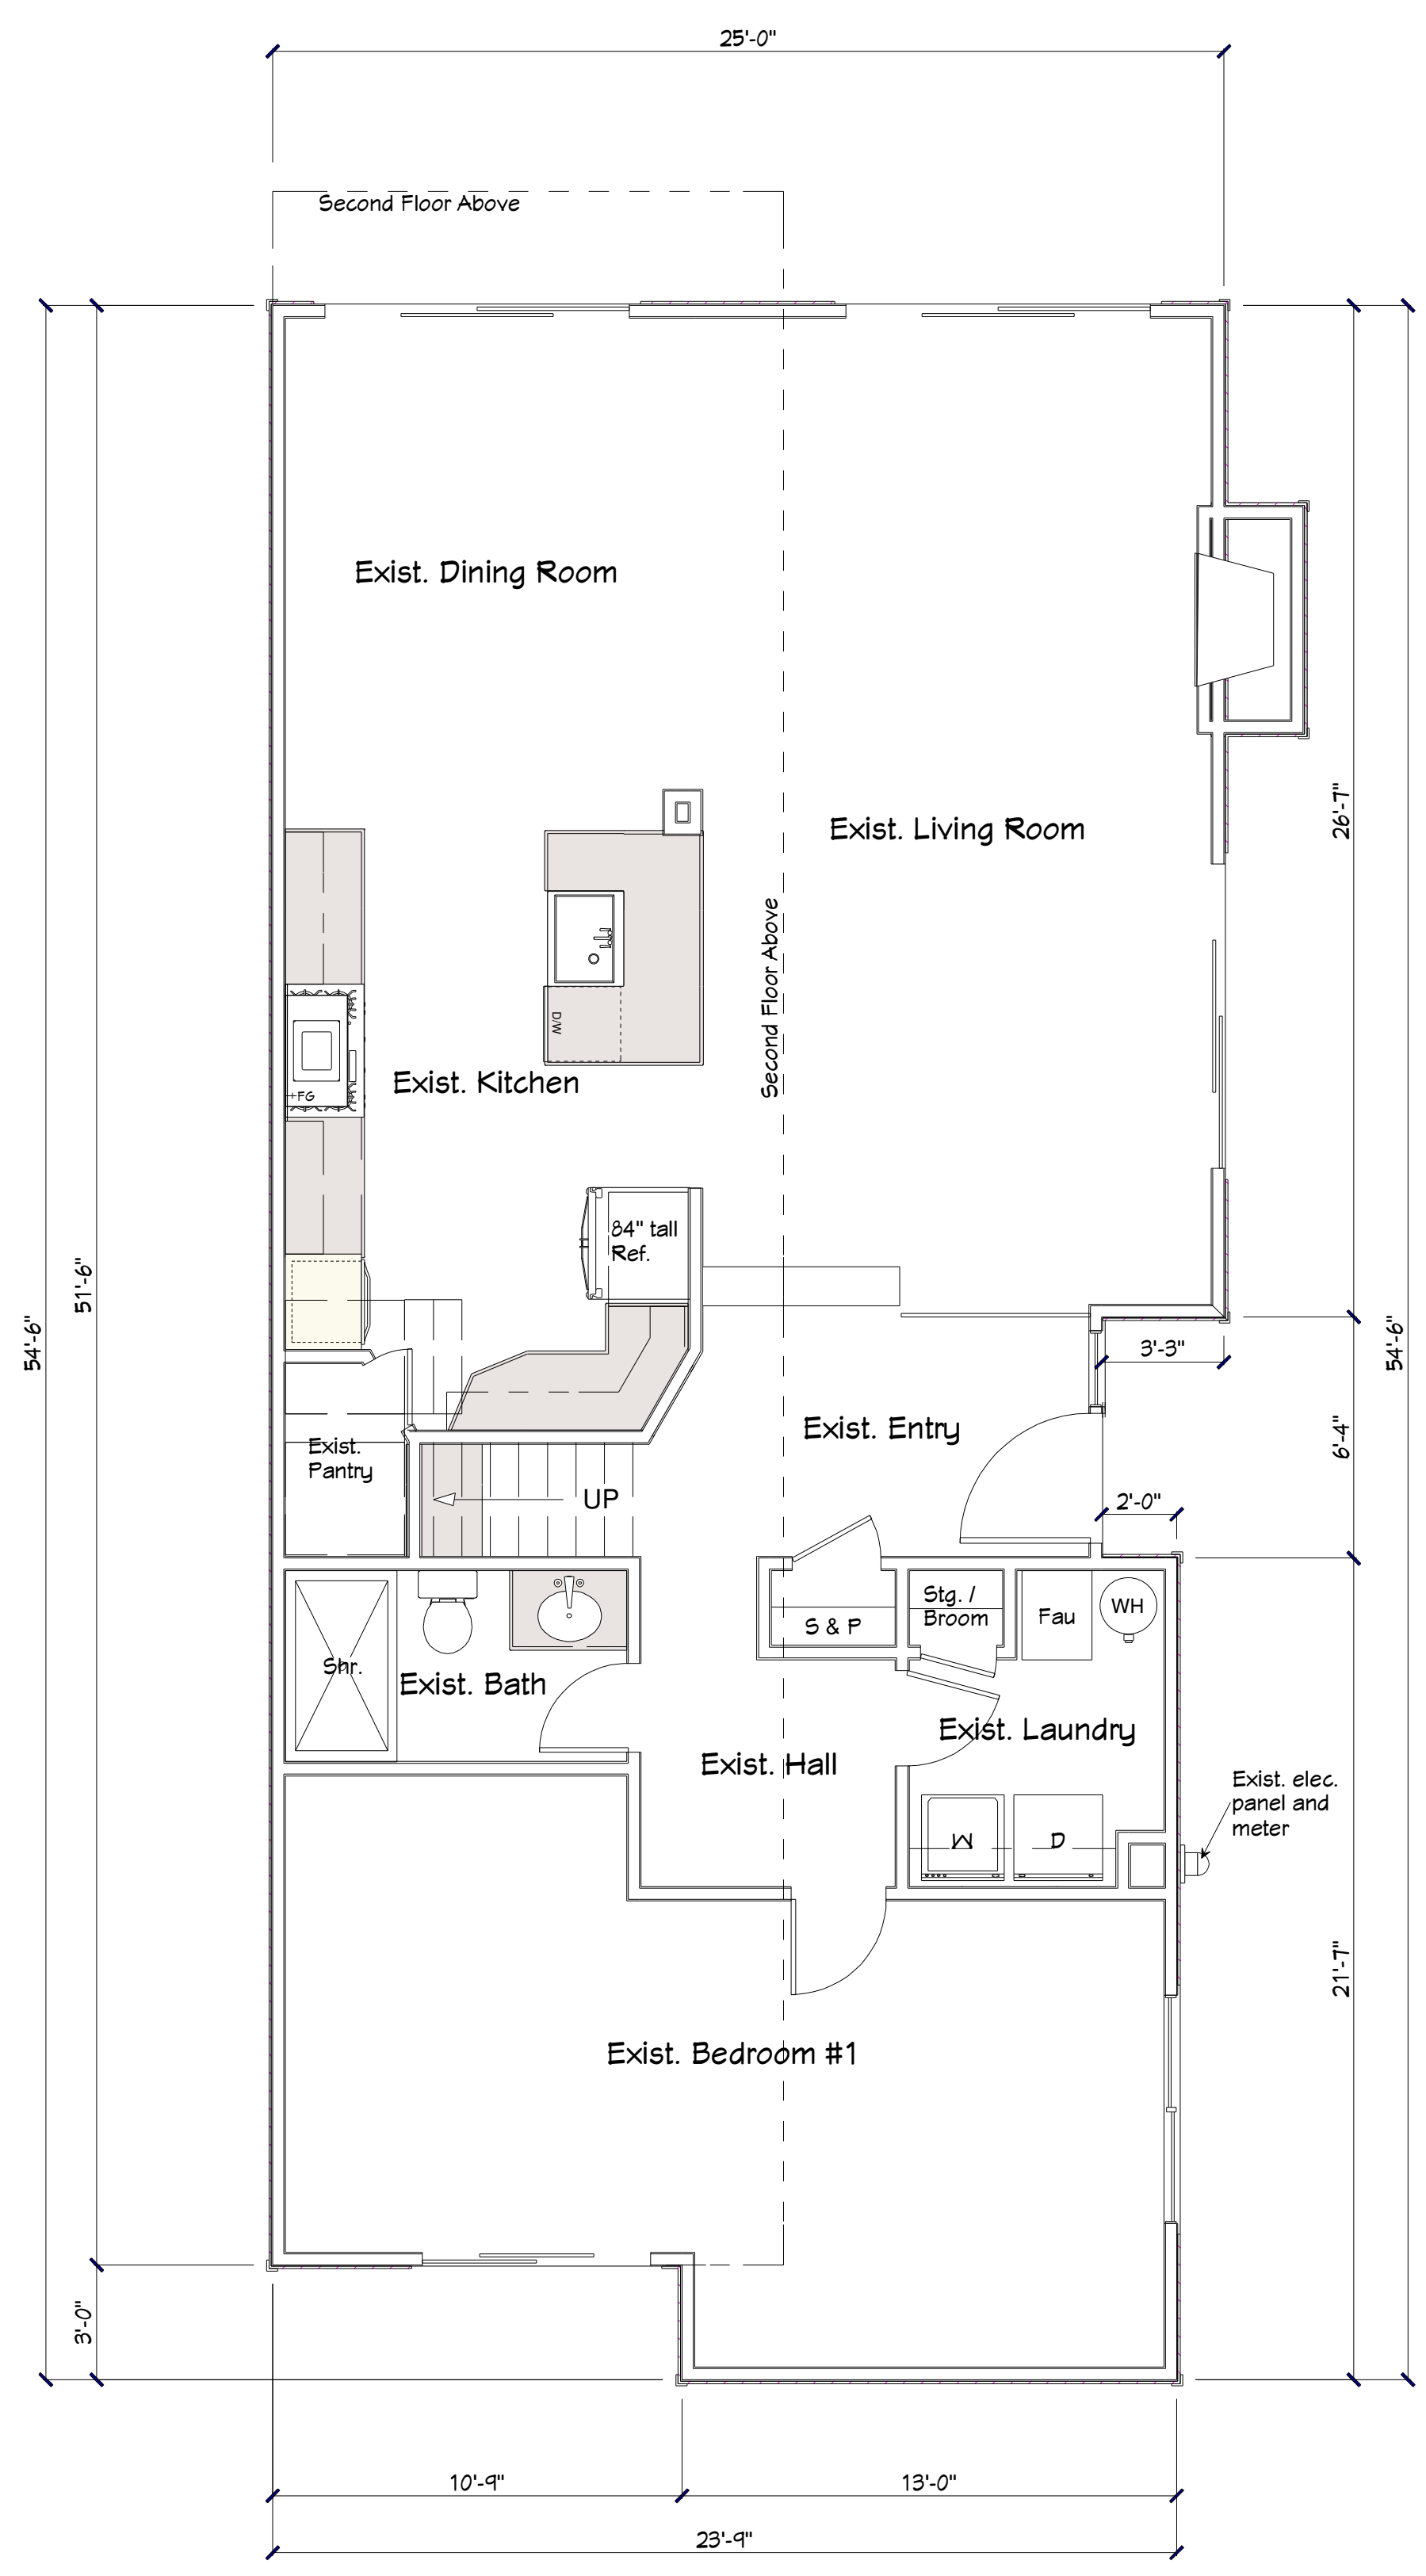 25'-0"
Second Floor Above
Exist. Dining Room
Exist. Living Room
26'-7"
Second Floor Above
D/W
Exist. Kitchen
+FG
84" tall
Ref.
51'-6"
54'-6"
54'-6"
3'-3"
Exist. Entry
6'-4"
Exist.
Pantry
UP
2'-0"
Stg. /
Broom
S & P
Fau
WH
Shr.
Exist. Bath
Exist. Laundry
Exist. Hall
Exist. elec.
panel and
meter
W
D
21'-7"
Exist. Bedroom #1
3'-0"
10'-9"
13'-0"
23'-9"